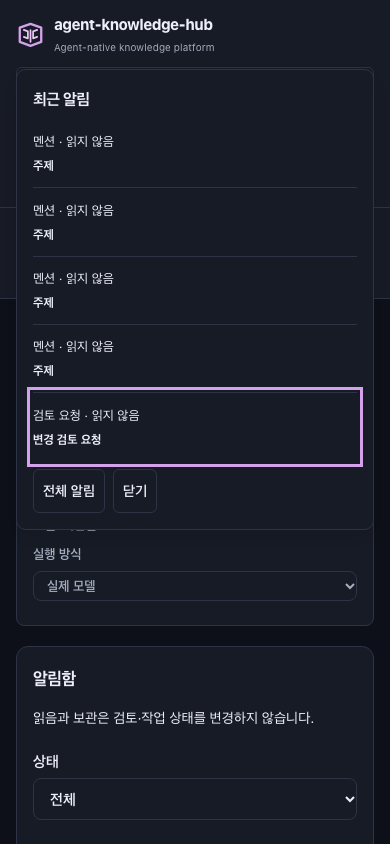 agent-knowledge-hub
Agent-native knowledge platform
최근 알림
멘션 · 읽지 않음
주제
멘션 · 읽지 않음
주제
멘션 · 읽지 않음
주제
멘션 · 읽지 않음
주제
검토 요청 · 읽지 않음
변경 검토 요청
전체 알림 닫기
실행 방식
실제 모델
알림함
읽음과 보관은 검토·작업 상태를 변경하지 않습니다.
상태
전체